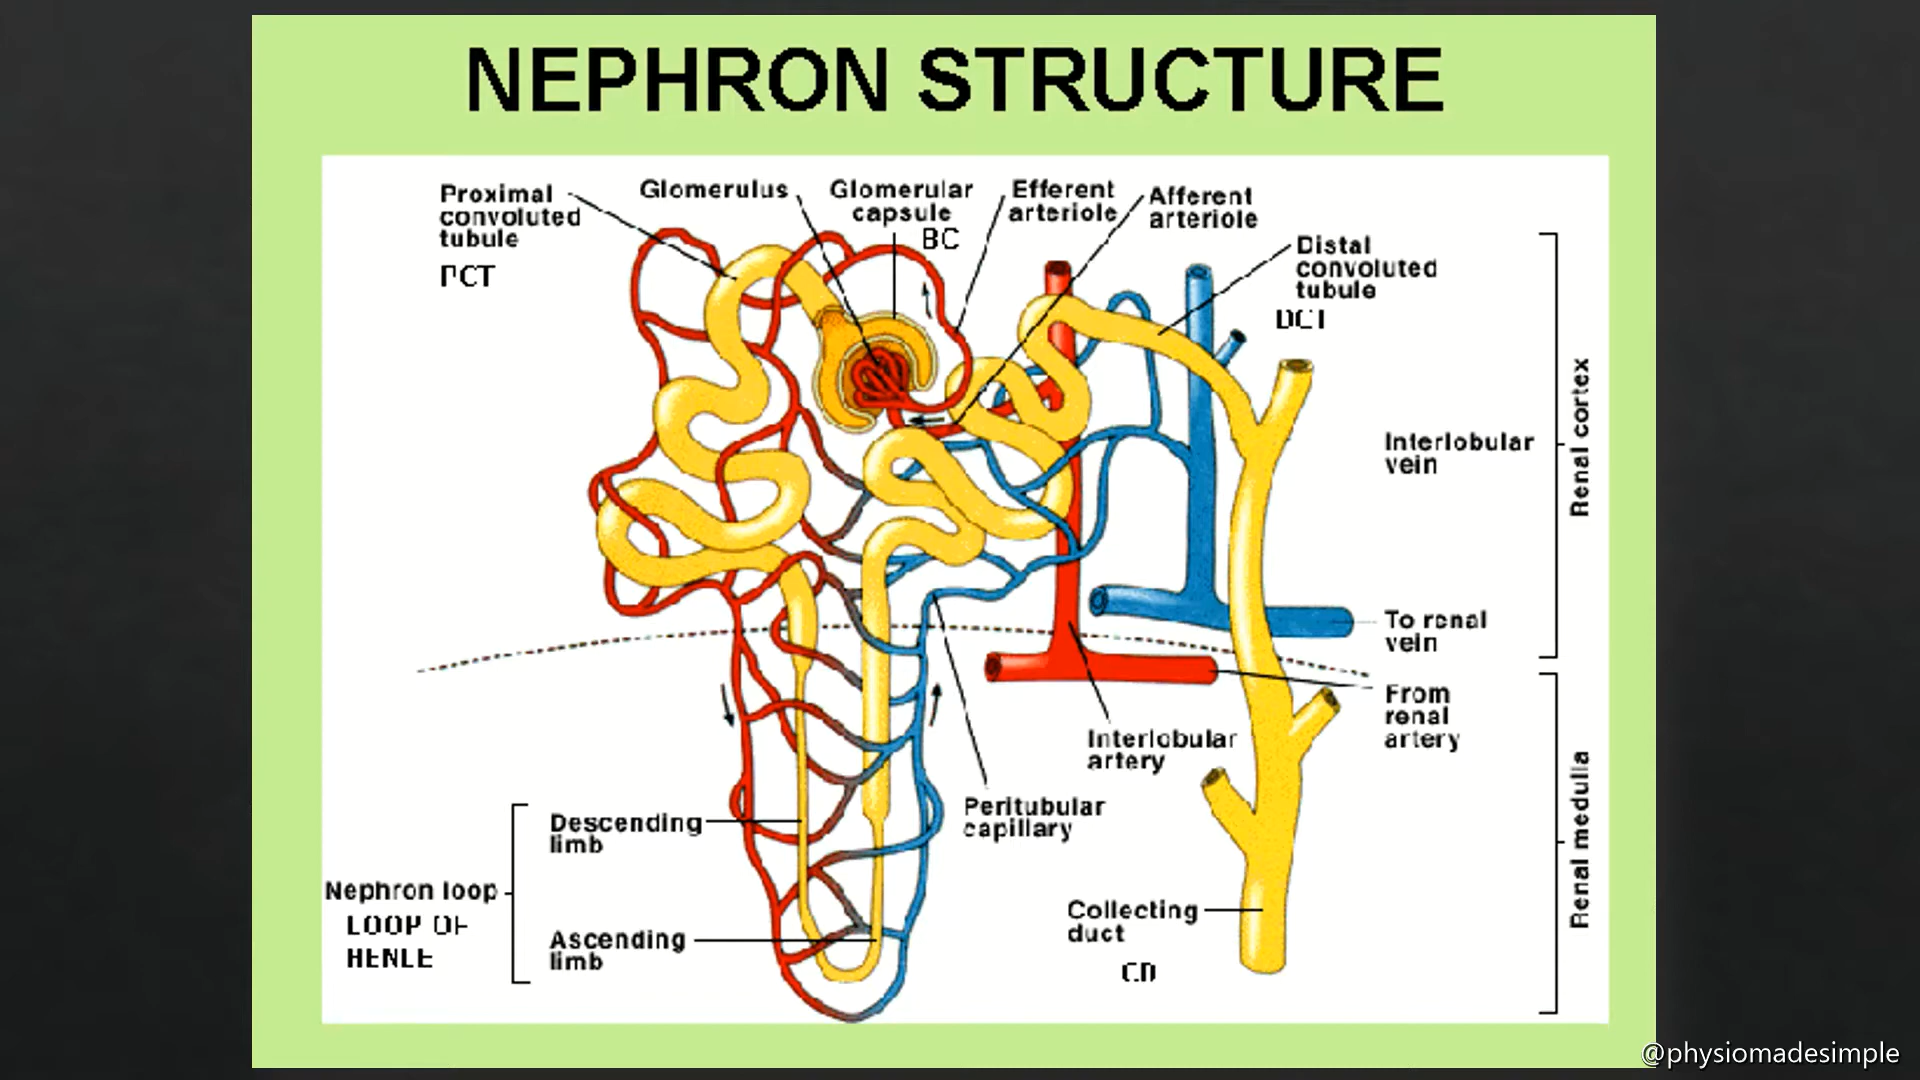 NEPHRON STRUCTURE
Proximal
convoluted
tubule
PCT
Glomerulus
Glomerular
capsule
BC
Efferent
arteriole
Afferent
arteriole
Distal
convoluted
tubule
DCT
Renal cortex
Interlobular
vein
To renal
vein
From
renal
artery
Interlobular
artery
Peritubular
capillary
Renal medulla
Descending
limb
Nephron loop
LOOP OF
HENLE
Ascending
limb
Collecting
duct
CD
@physiomadesimple